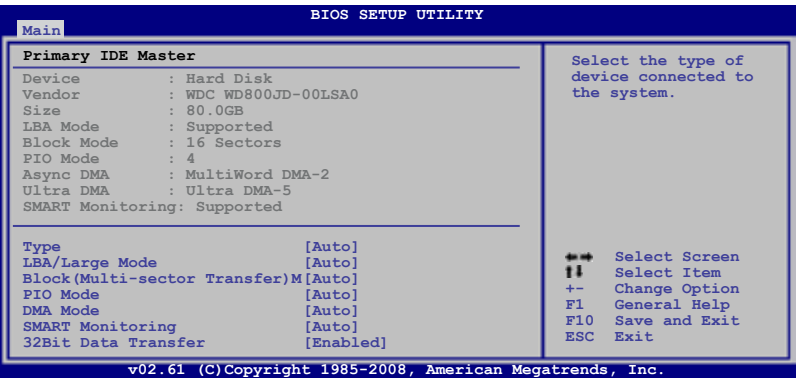 BIOS SETUP UTILITY
Main
Primary IDE Master
Device : Hard Disk
Vendor : WDC WD800JD-00LSA0
Size : 80.0GB
LBA Mode : Supported
Block Mode : 16 Sectors
PIO Mode : 4
Async DMA : MultiWord DMA-2
Ultra DMA : Ultra DMA-5
SMART Monitoring: Supported
Type [Auto]
LBA/Large Mode [Auto]
Block(Multi-sector Transfer)M[Auto]
PIO Mode [Auto]
DMA Mode [Auto]
SMART Monitoring [Auto]
32Bit Data Transfer [Enabled]
Select the type of
device connected to
the system.
←→ Select Screen
↑↓ Select Item
+- Change Option
F1 General Help
F10 Save and Exit
ESC Exit
v02.61 (C)Copyright 1985-2008, American Megatrends, Inc.